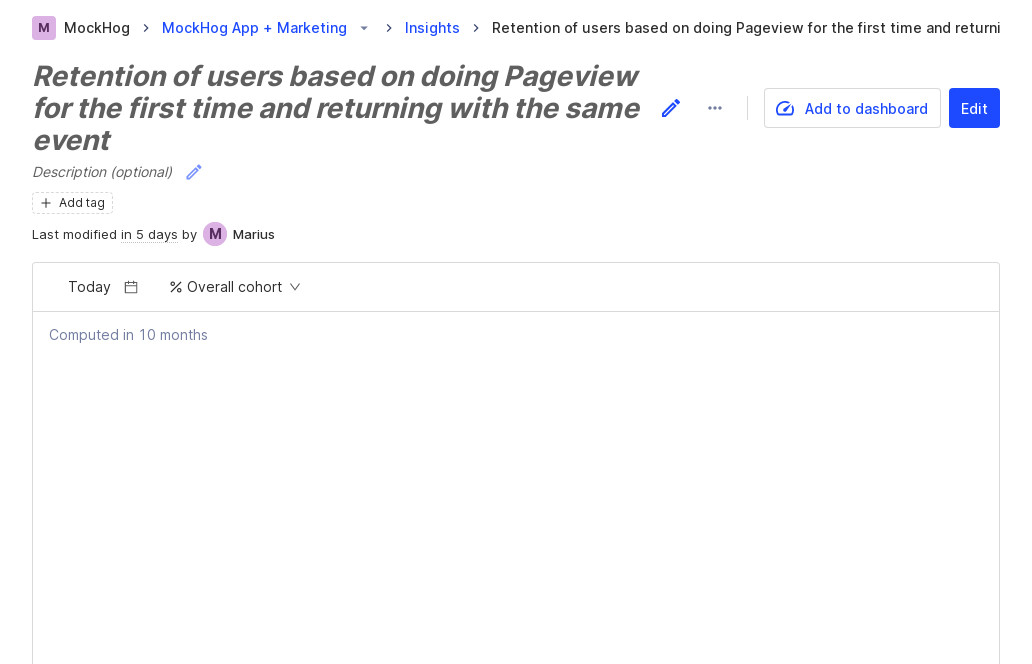 M MockHog > MockHog App + Marketing > Insights > Retention of users based on doing Pageview for the first time and returni
Retention of users based on doing Pageview
for the first time and returning with the same
event
Add to dashboard
Edit
Description (optional)
+ Add tag
Last modified in 5 days by M Marius
Today
% Overall cohort
Computed in 10 months